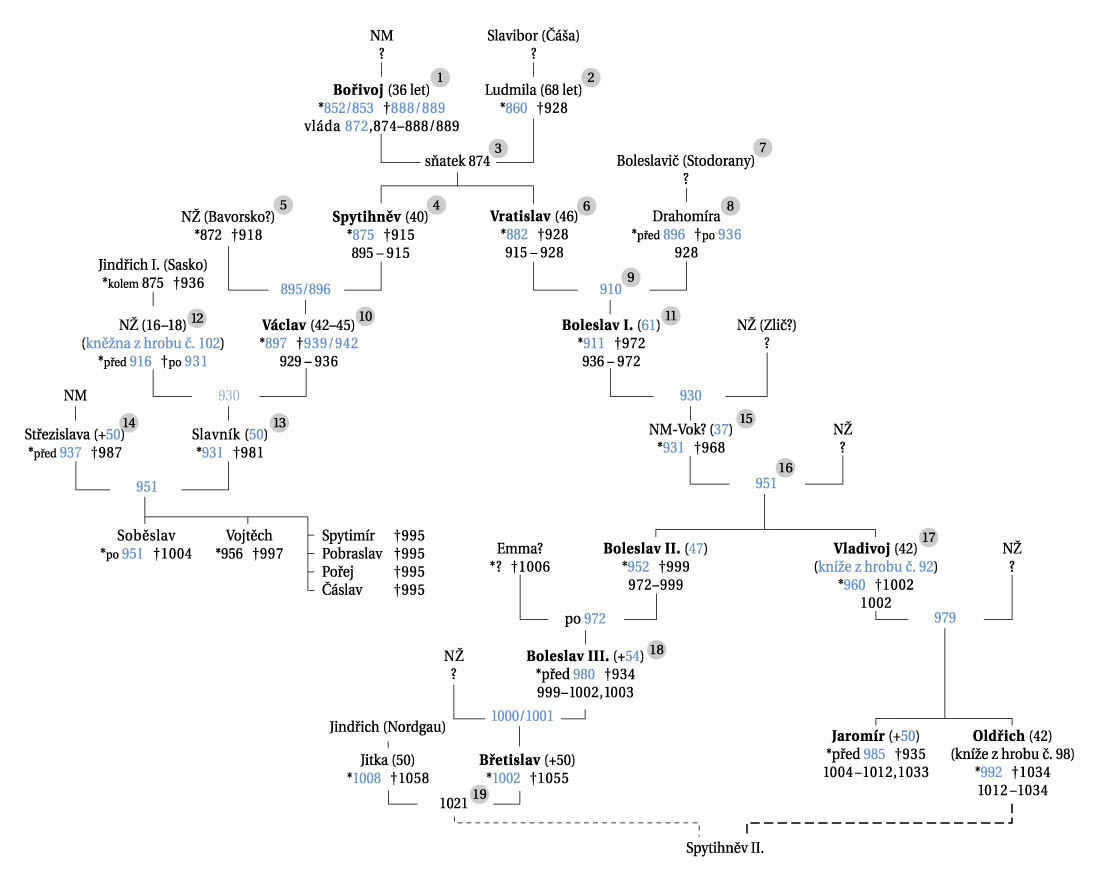 NM
?
Slavibor (Čáša)
?
1
Bořivoj (36 let)
*852/853 †888/889
vláda 872,874–888/889
2
Ludmila (68 let)
*860 †928
3
sňatek 874
7
Boleslavič (Stodorany)
?
5
NŽ (Bavorsko?)
*872 †918
4
Spytihněv (40)
*875 †915
895–915
6
Vratislav (46)
*882 †928
915–928
8
Drahomíra
*před 896 †po 936
928
Jindřich I. (Sasko)
*kolem 875 †936
895/896
9
910
12
NŽ (16–18)
(kněžna z hrobu č. 102)
*před 916 †po 931
10
Václav (42–45)
*897 †939/942
929–936
11
Boleslav I. (61)
*911 †972
936–972
NŽ (Zlič?)
?
930
930
NM
14
Střezislava (+50)
*před 937 †987
13
Slavník (50)
*931 †981
15
NM-Vok? (37)
*931 †968
NŽ
?
951
16
951
Soběslav
*po 951 †1004
Vojtěch
*956 †997
Spytimír †995
Pobraslav †995
Pořej †995
Čáslav †995
Emma?
*? †1006
Boleslav II. (47)
*952 †999
972–999
17
Vladivoj (42)
(kníže z hrobu č. 92)
*960 †1002
1002
NŽ
?
po 972
979
NŽ
?
18
Boleslav III. (+54)
*před 980 †934
999–1002,1003
1000/1001
Jindřich (Nordgau)
Jitka (50)
*1008 †1058
Břetislav (+50)
*1002 †1055
Jaromír (+50)
*před 985 †935
1004–1012,1033
Oldřich (42)
(kníže z hrobu č. 98)
*992 †1034
1012–1034
19
1021
Spytihněv II.